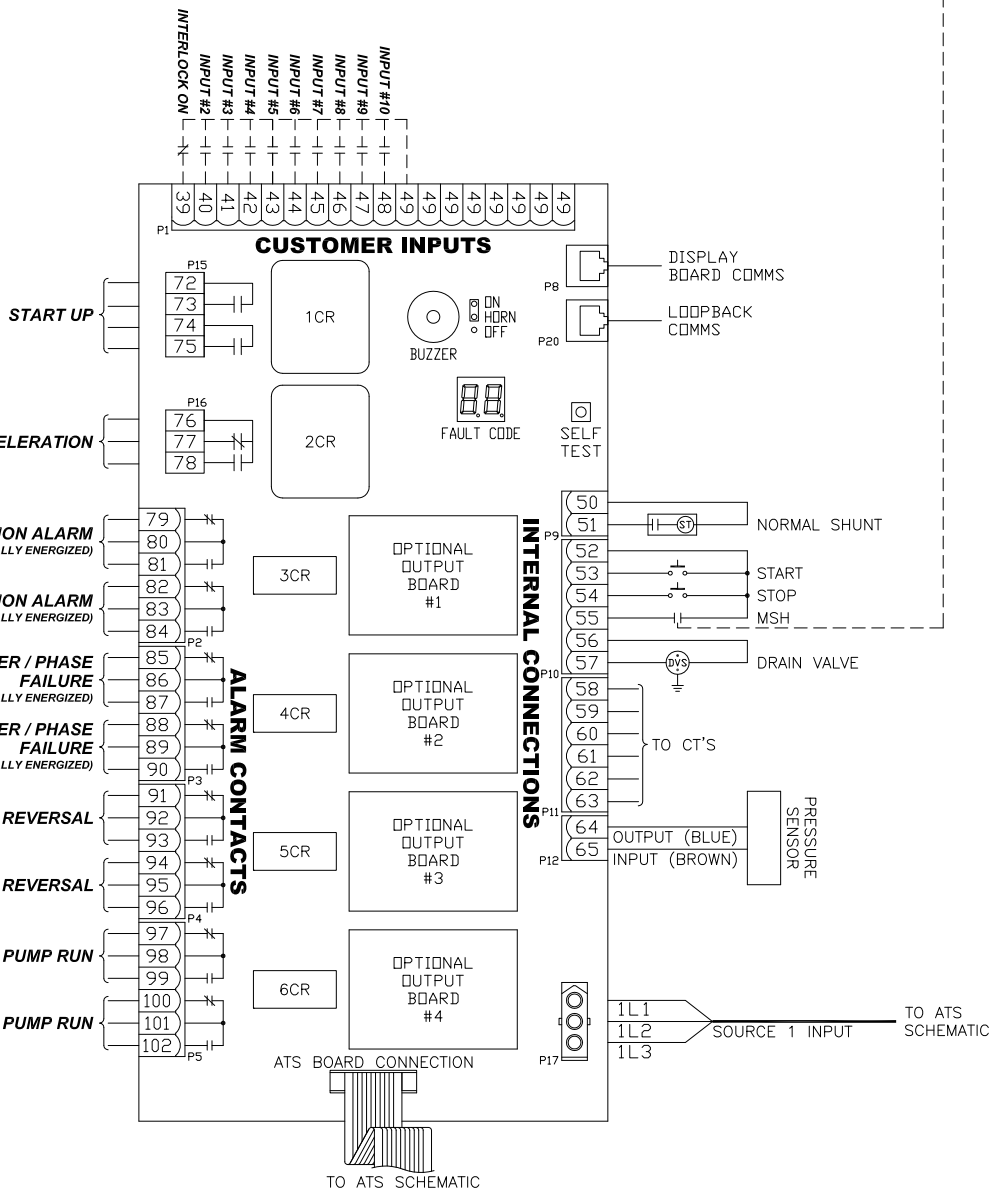 INTERLOCK ON
INPUT #2
INPUT #3
INPUT #4
INPUT #5
INPUT #6
INPUT #7
INPUT #8
INPUT #9
INPUT #10
39 40 41 42 43 44 45 46 47 48 49 49 49 49 49 49 49 49
P1
CUSTOMER INPUTS
P15
72
73
74
75
START UP
1CR
BUZZER
ON
HORN
OFF
P8
DISPLAY
BOARD COMMS
P20
LOOPBACK
COMMS
P16
76
77
78
ELERATION
2CR
FAULT CODE
SELF
TEST
79
80
81
ION ALARM
LLY ENERGIZED)
82
83
84
ION ALARM
LLY ENERGIZED)
P2
85
86
87
ER / PHASE
FAILURE
LLY ENERGIZED)
88
89
90
ER / PHASE
FAILURE
LLY ENERGIZED)
P3
91
92
93
REVERSAL
94
95
96
REVERSAL
P4
97
98
99
PUMP RUN
100
101
102
PUMP RUN
P5
ALARM CONTACTS
3CR
4CR
5CR
6CR
OPTIONAL
OUTPUT
BOARD
#1
OPTIONAL
OUTPUT
BOARD
#2
OPTIONAL
OUTPUT
BOARD
#3
OPTIONAL
OUTPUT
BOARD
#4
INTERNAL CONNECTIONS
50
51
P9
ST
NORMAL SHUNT
52
53
54
55
START
STOP
MSH
56
57
P10
DVS
DRAIN VALVE
58
59
60
61
62
63
P11
TO CT'S
64
65
P12
OUTPUT (BLUE)
INPUT (BROWN)
PRESSURE
SENSOR
P17
1L1
1L2
1L3
SOURCE 1 INPUT
TO ATS
SCHEMATIC
ATS BOARD CONNECTION
TO ATS SCHEMATIC